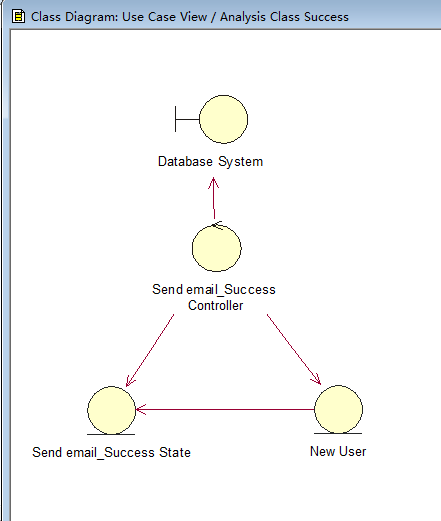 Class Diagram: Use Case View / Analysis Class Success
Database System
Send email_Success
Controller
Send email_Success State
New User